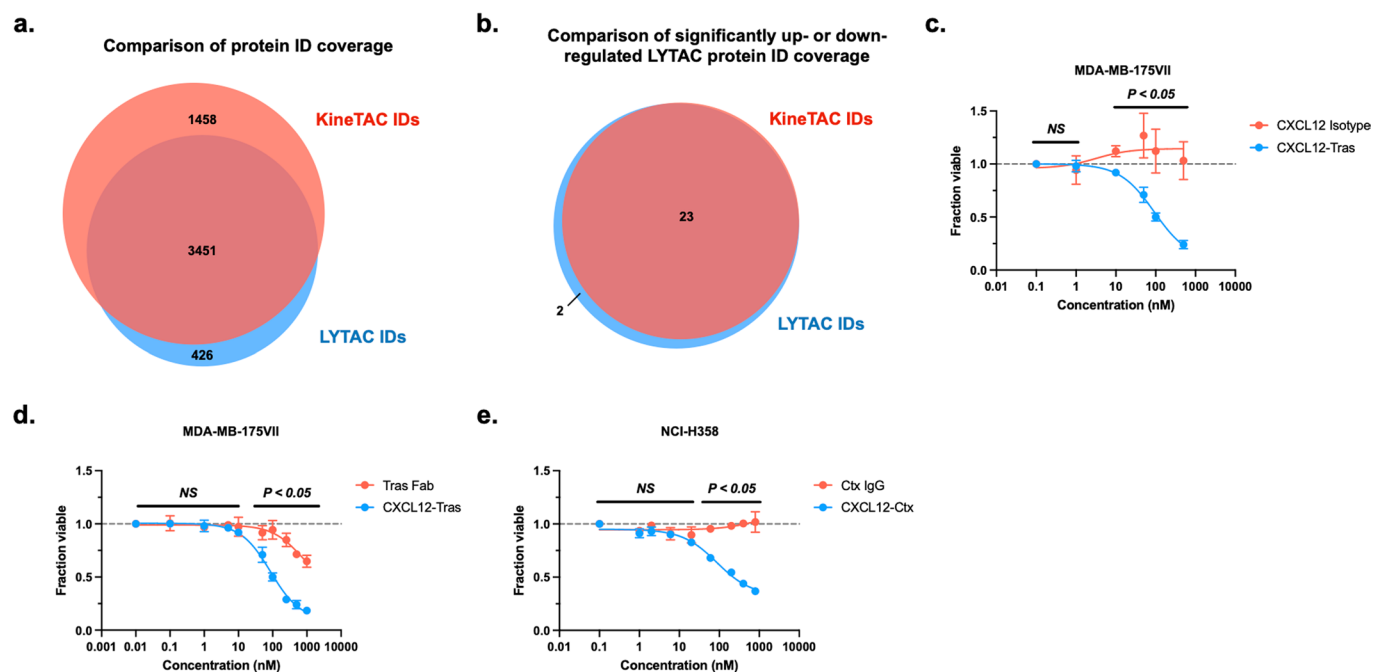 a.
Comparison of protein ID coverage
1458
KineTAC IDs
3451
LYTAC IDs
426
b.
Comparison of significantly up- or down-
regulated LYTAC protein ID coverage
KineTAC IDs
23
2
LYTAC IDs
c.
MDA-MB-175VII
P < 0.05
NS
CXCL12 Isotype
CXCL12-Tras
Fraction viable
1.5
1.0
0.5
0.0
0.01 0.1 1 10 100 1000 10000
Concentration (nM)
d.
MDA-MB-175VII
NS P < 0.05
Tras Fab
CXCL12-Tras
Fraction viable
1.5
1.0
0.5
0.0
0.001 0.01 0.1 1 10 100 1000 10000
Concentration (nM)
e.
NCI-H358
NS P < 0.05
Ctx IgG
CXCL12-Ctx
Fraction viable
1.5
1.0
0.5
0.0
0.01 0.1 1 10 100 1000 10000
Concentration (nM)